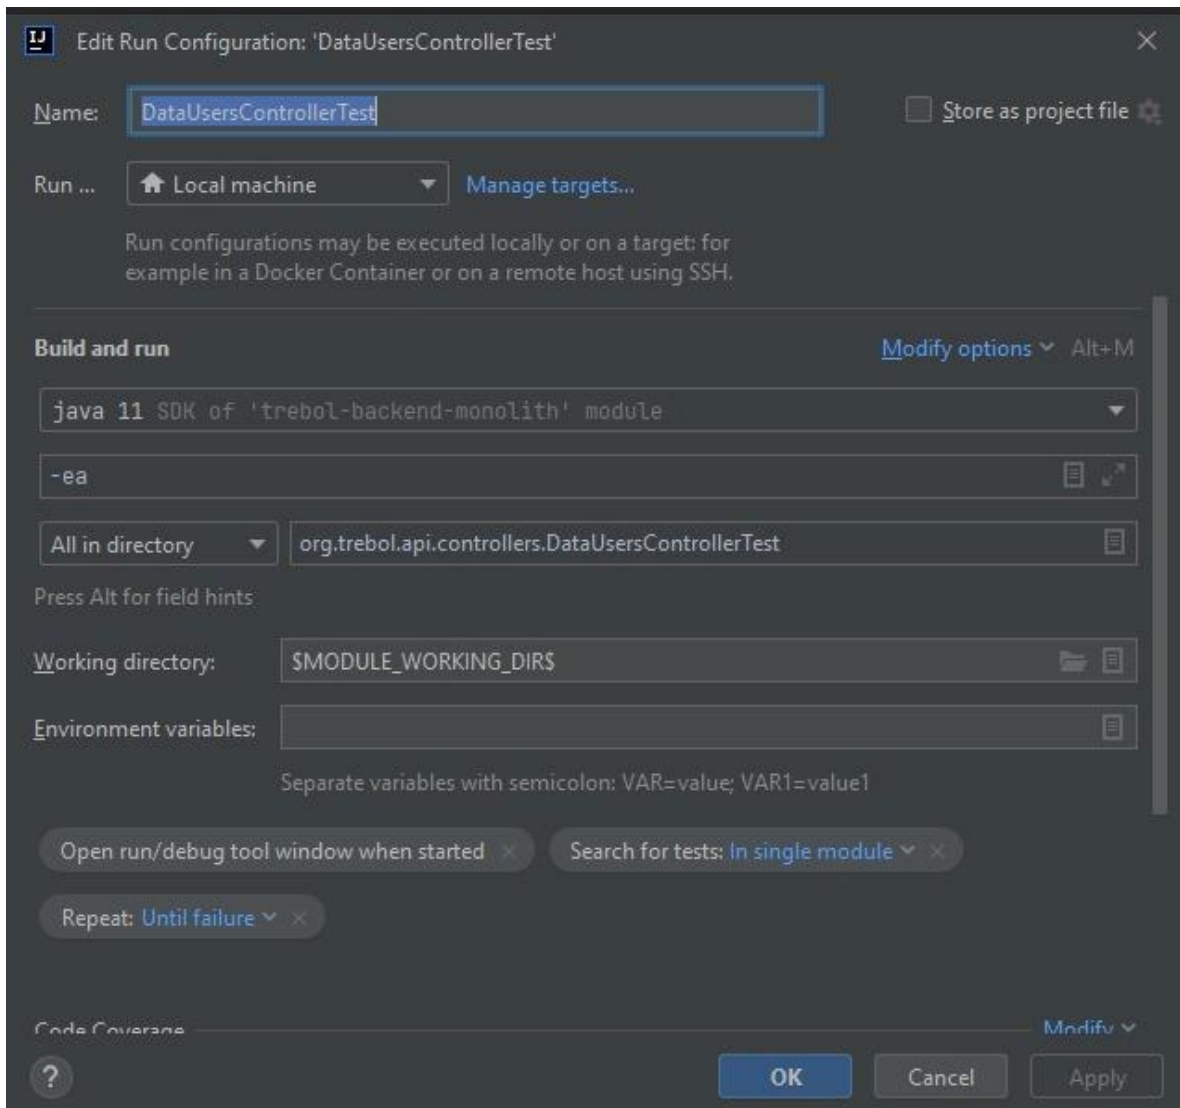 IJ Edit Run Configuration: 'DataUsersControllerTest'
Name: DataUsersControllerTest Store as project file
Run ... Local machine Manage targets...
Run configurations may be executed locally or on a target: for
example in a Docker Container or on a remote host using SSH.
Build and run Modify options Alt+M
java 11 SDK of 'trebol-backend-monolith' module
-ea
All in directory org.trebol.api.controllers.DataUsersControllerTest
Press Alt for field hints
Working directory: $MODULE_WORKING_DIR$
Environment variables:
Separate variables with semicolon: VAR=value; VAR1=value1
Open run/debug tool window when started Search for tests: In single module
Repeat: Until failure
Code Coverage Modify
? OK Cancel Apply